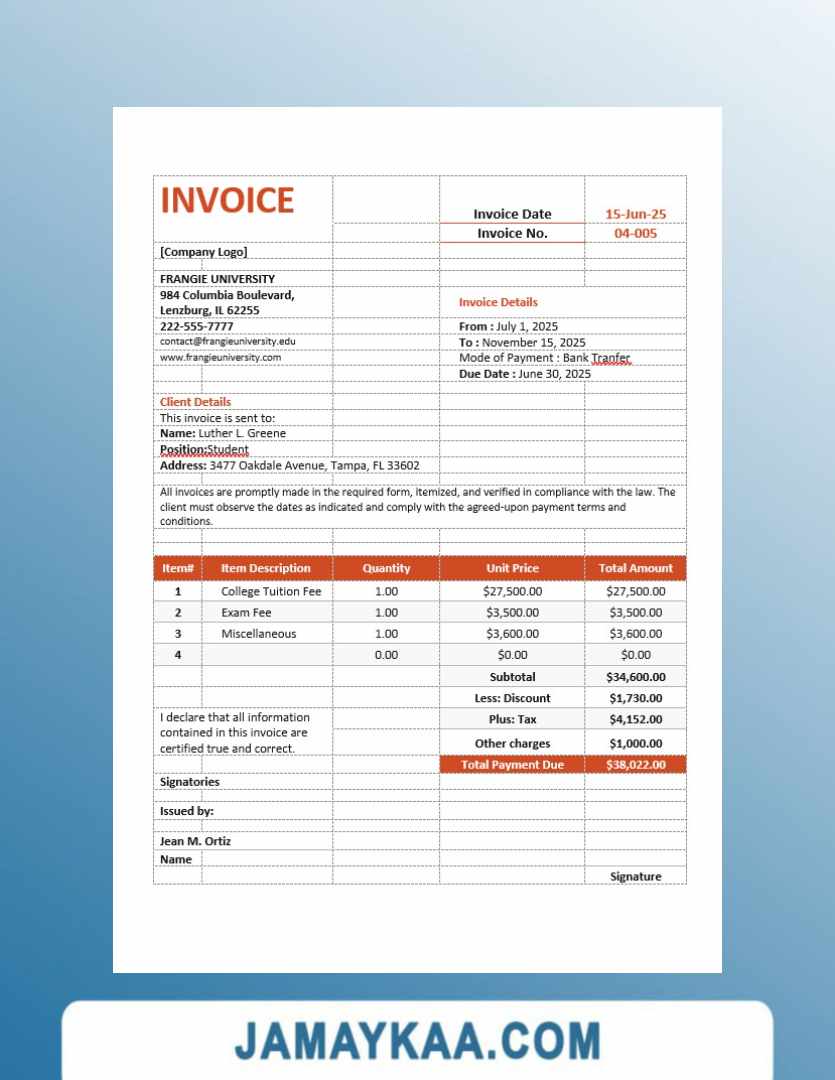 INVOICE
Invoice Date 15-Jun-25
Invoice No. 04-005
[Company Logo]
FRANGIE UNIVERSITY
984 Columbia Boulevard,
Lenzburg, IL 62255
Invoice Details
222-555-7777
From : July 1, 2025
contact@frangieuniversity.edu
To : November 15, 2025
www.frangieuniversity.com
Mode of Payment : Bank Tranfer
Due Date : June 30, 2025
Client Details
This invoice is sent to:
Name: Luther L. Greene
Position:Student
Address: 3477 Oakdale Avenue, Tampa, FL 33602
All invoices are promptly made in the required form, itemized, and verified in compliance with the law. The
client must observe the dates as indicated and comply with the agreed-upon payment terms and
conditions.
Item# Item Description Quantity Unit Price Total Amount
1 College Tuition Fee 1.00 $27,500.00 $27,500.00
2 Exam Fee 1.00 $3,500.00 $3,500.00
3 Miscellaneous 1.00 $3,600.00 $3,600.00
4 0.00 $0.00 $0.00
Subtotal $34,600.00
Less: Discount $1,730.00
I declare that all information
contained in this invoice are
certified true and correct.
Plus: Tax $4,152.00
Other charges $1,000.00
Total Payment Due $38,022.00
Signatories
Issued by:
Jean M. Ortiz
Name
Signature
JAMAYKAA.COM